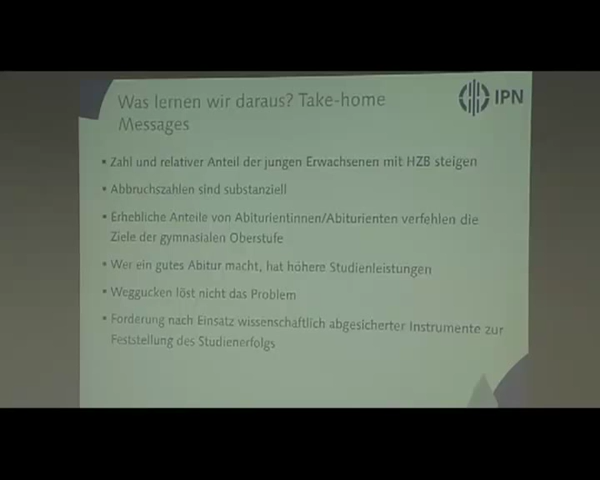 Was lernen wir daraus? Take-home
Messages
IPN
• Zahl und relativer Anteil der jungen Erwachsenen mit HZB steigen
• Abbruchszahlen sind substanziell
• Erhebliche Anteile von Abiturientinnen/Abiturienten verfehlen die
Ziele der gymnasialen Oberstufe
• Wer ein gutes Abitur macht, hat höhere Studienleistungen
• Weggucken löst nicht das Problem
• Forderung nach Einsatz wissenschaftlich abgesicherter Instrumente zur
Feststellung des Studienerfolgs